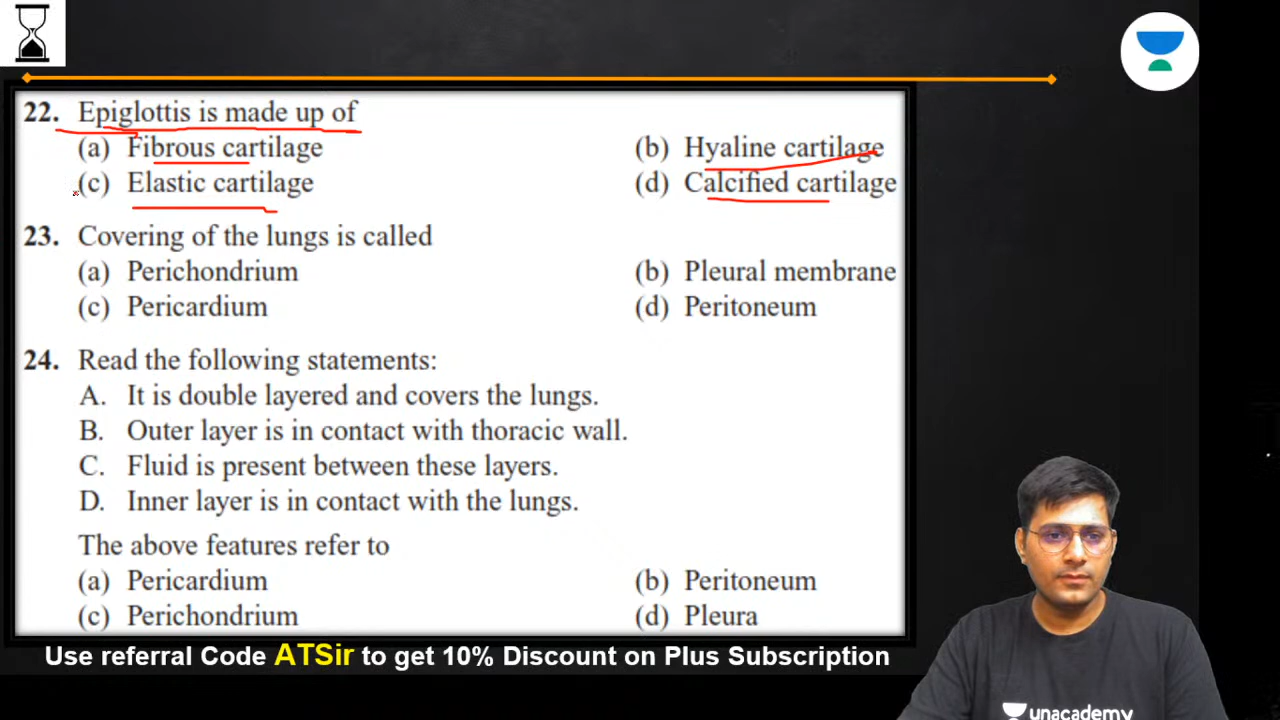 22. Epiglottis is made up of
(a) Fibrous cartilage (b) Hyaline cartilage
(c) Elastic cartilage (d) Calcified cartilage
23. Covering of the lungs is called
(a) Perichondrium (b) Pleural membrane
(c) Pericardium (d) Peritoneum
24. Read the following statements:
A. It is double layered and covers the lungs.
B. Outer layer is in contact with thoracic wall.
C. Fluid is present between these layers.
D. Inner layer is in contact with the lungs.
The above features refer to
(a) Pericardium (b) Peritoneum
(c) Perichondrium (d) Pleura
Use referral Code ATSir to get 10% Discount on Plus Subscription
unacademy